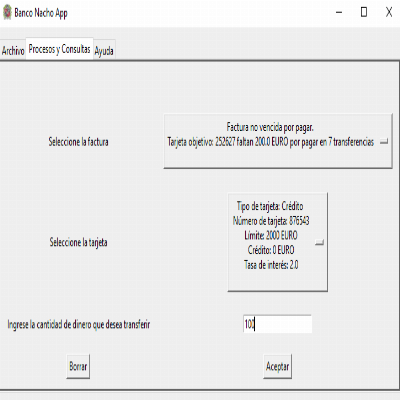 Banco Nacho App
Archivo Procesos y Consultas Ayuda
Factura no vencida por pagar.
Seleccione la factura
Tarjeta objetivo: 252627 faltan 200.0 EURO por pagar en 7 transferencias
Tipo de tarjeta: Crédito
Número de tarjeta: 876543
Límite: 2000 EURO
Seleccione la tarjeta
Crédito: 0 EURO
Tasa de interés: 2.0
Ingrese la cantidad de dinero que desea transferir
100
Borrar
Aceptar